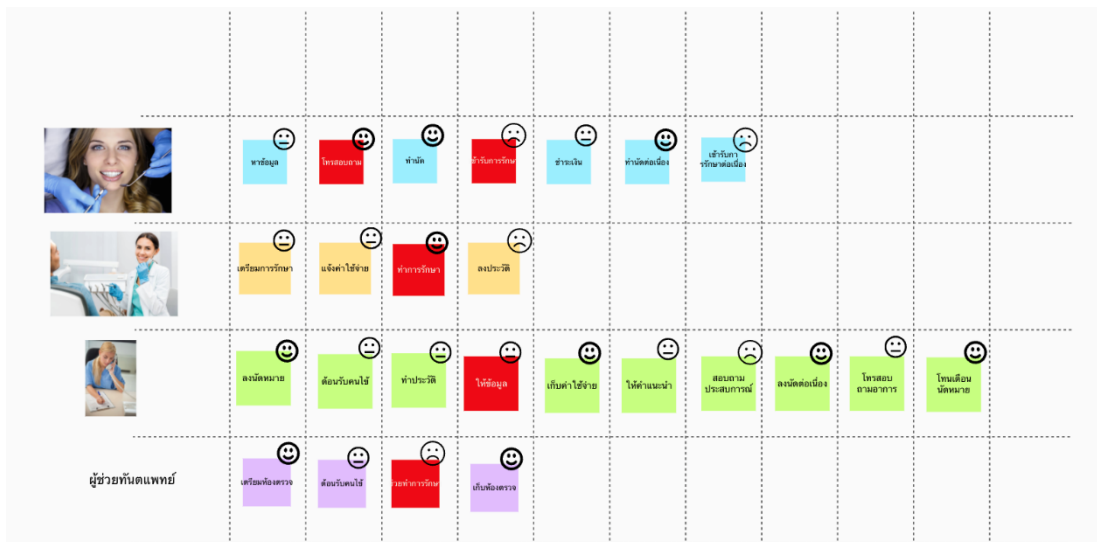 หาข้อมูล
โทรสอบถาม
ทำนัด
เข้ารับการรักษา
ชำระเงิน
ทำนัดต่อเนื่อง
เข้ารับกา
รรักษาต่อเนื่อง
เตรียมการรักษา
แจ้งค่าใช้จ่าย
ทำการรักษา
ลงประวัติ
ลงนัดหมาย
ต้อนรับคนไข้
ทำประวัติ
ให้ข้อมูล
เก็บค่าใช้จ่าย
ให้คำแนะนำ
สอบถาม
ประสบการณ์
ลงนัดต่อเนื่อง
โทรสอบ
ถามอาการ
โทนเตือน
นัดหมาย
ผู้ช่วยทันตแพทย์
เตรียมห้องตรวจ
ต้อนรับคนไข้
ช่วยทำการรักษา
เก็บห้องตรวจ